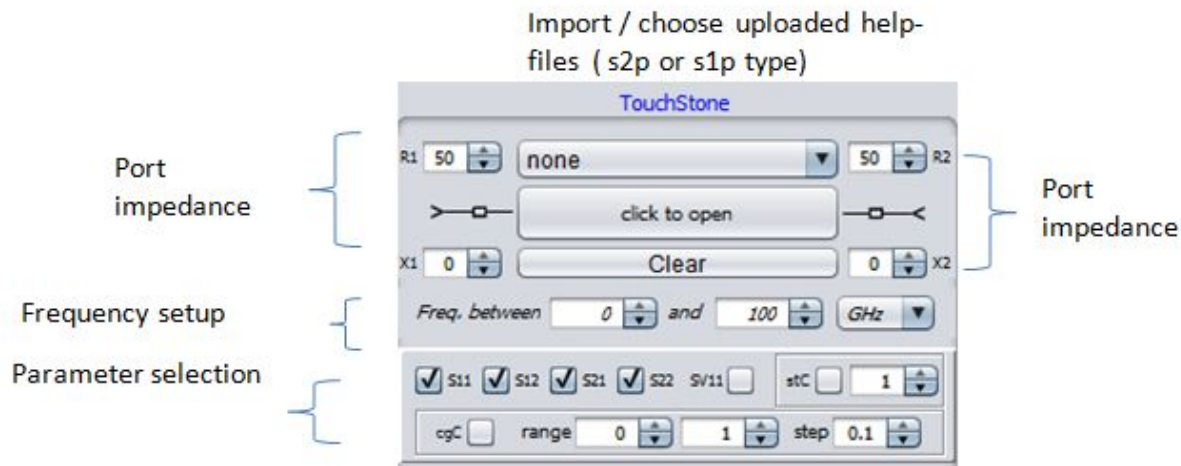 Import / choose uploaded help-
files ( s2p or s1p type)
TouchStone
Port
impedance
R1 50 none 50 R2
click to open
X1 0 Clear 0 X2
Port
impedance
Frequency setup
Freq. between 0 and 100 GHz
Parameter selection
S11 S12 S21 S22 SV11 stC 1
cgC range 0 1 step 0.1